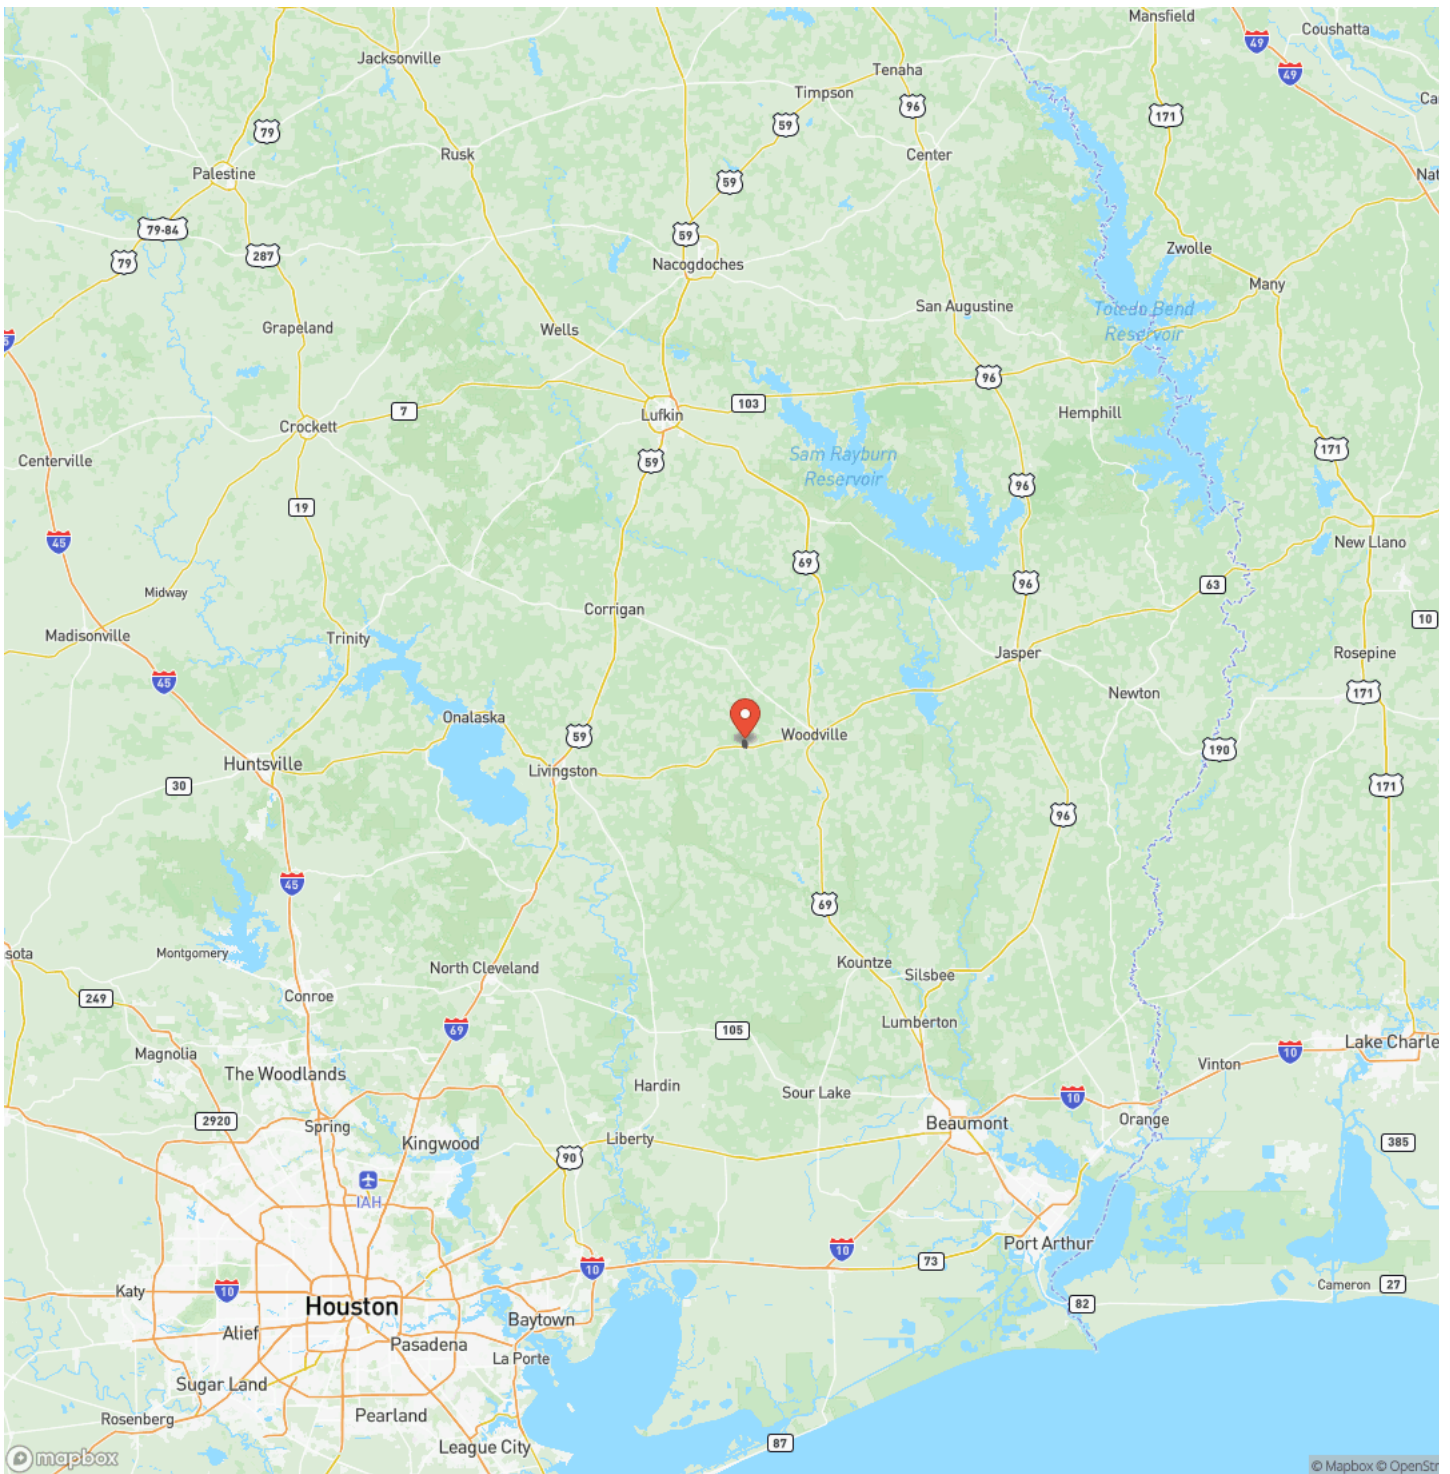 Mansfield
Coushatta
Jacksonville
49
49
Tenaha
Timpson
96
171
Ca
59
79
Rusk
Center
Palestine
59
Nat
79-84
59
287
79
Nacogdoches
Zwolle
Many
San Augustine
Toledo Bend
Reservoir
Grapeland
Wells
5
96
7
103
Hemphill
Lufkin
Crockett
171
Sam Rayburn
Reservoir
Centerville
59
96
19
45
New Llano
69
96
63
Midway
Corrigan
10
Madisonville
Trinity
Jasper
Rosepine
45
171
Newton
Onalaska
59
Woodville
190
Huntsville
Livingston
30
171
96
45
69
sota
Montgomery
Kountze
North Cleveland
Silsbee
249
Conroe
Lumberton
69
105
Lake Charle
Magnolia
10
Vinton
The Woodlands
Hardin
Sour Lake
10
2920
Spring
Beaumont
Orange
Kingwood
Liberty
385
90
IAH
Port Arthur
10
73
10
Katy
10
Cameron
27
Houston
82
Baytown
Alief
Pasadena
La Porte
Sugar Land
Rosenberg
Pearland
87
League City
mapbox
© Mapbox © OpenStr